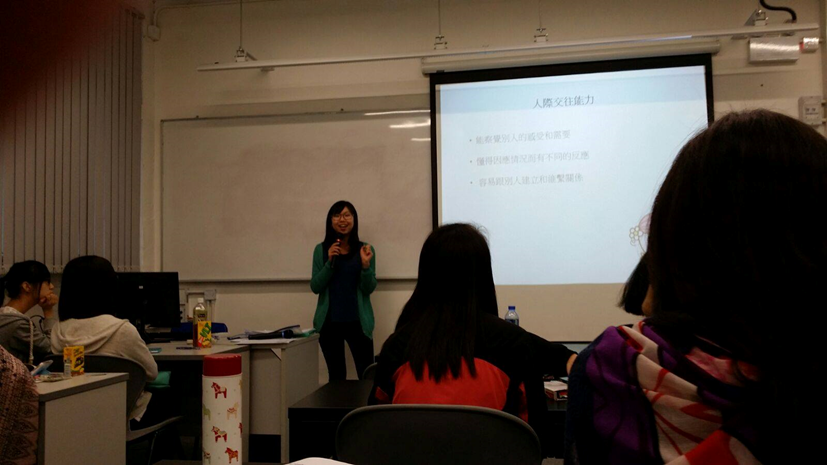 人際交往能力
• 能察覺別人的感受和需要
• 懂得因應情況而有不同的反應
• 容易跟別人建立和維繫關係